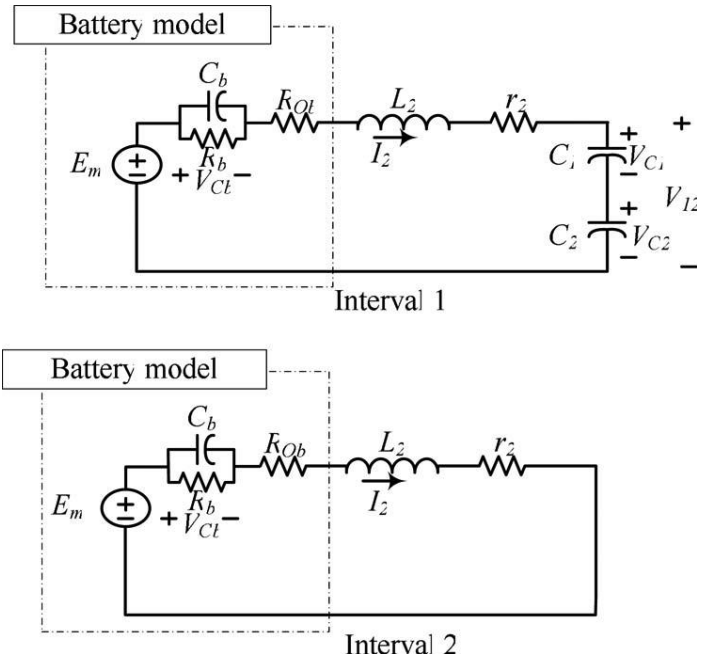 Battery model
C_b
R_Ob
L_2
r_2
R_b
E_m
+ V_Cb −
I_2
C_1
+
V_C1
−
C_2
+
V_C2
−
+
V_12
−
Interval 1
Battery model
C_b
R_Ob
L_2
r_2
R_b
E_m
+ V_Cb −
I_2
Interval 2